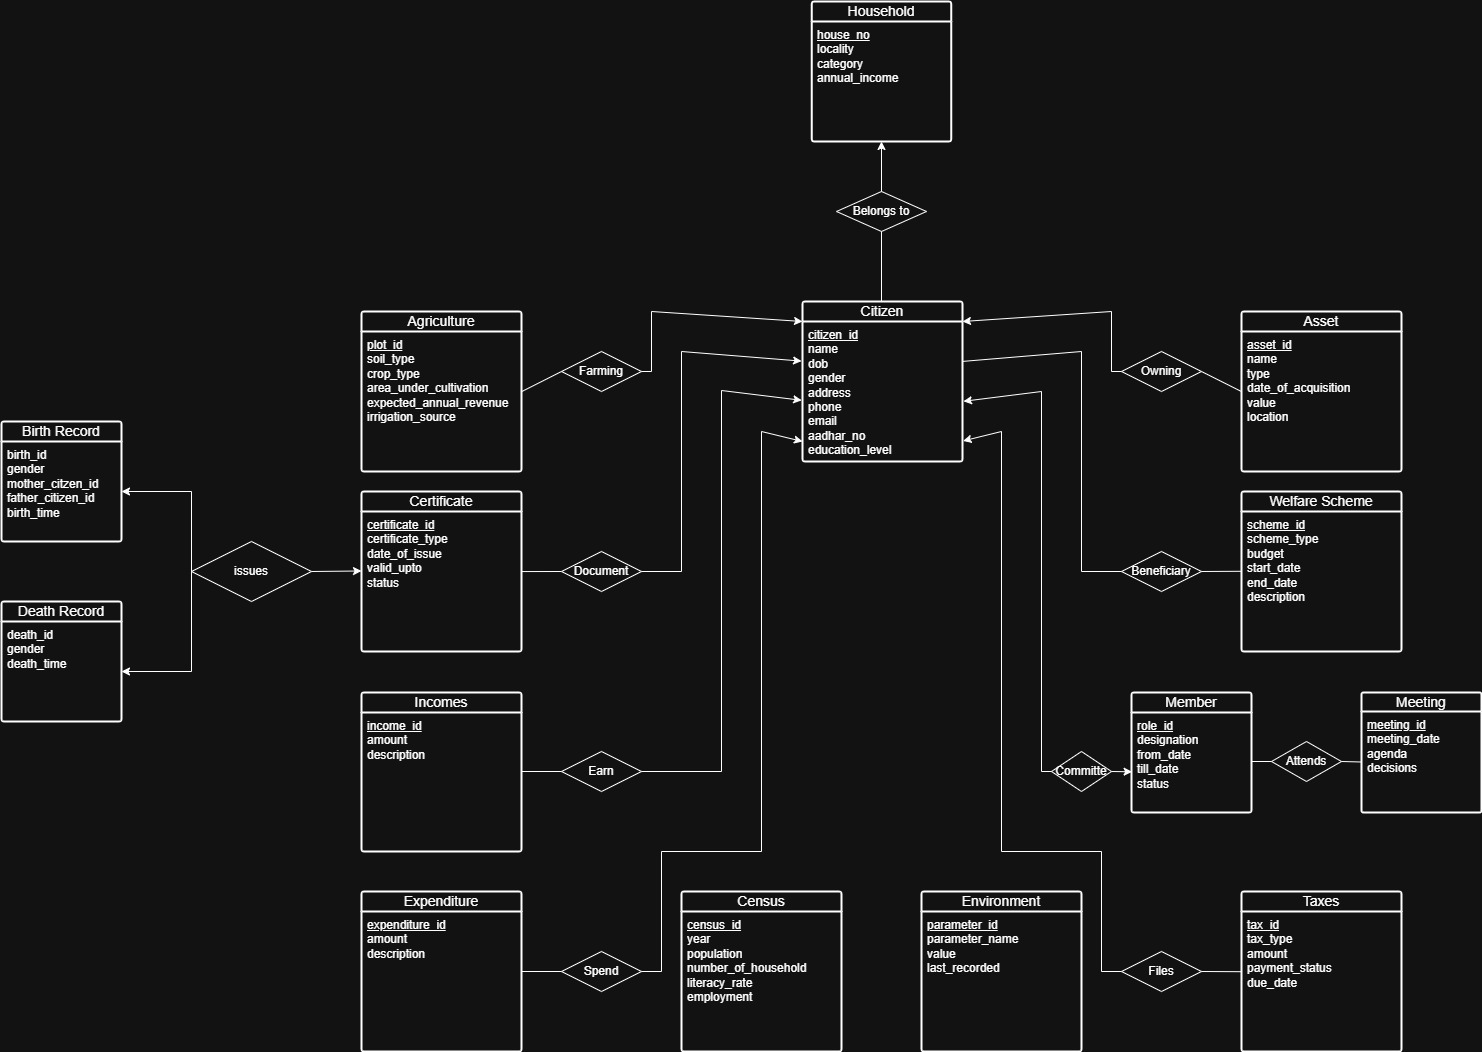 Household
house_no
locality
category
annual_income
Belongs to
Citizen
citizen_id
name
dob
gender
address
phone
email
aadhar_no
education_level
Agriculture
plot_id
soil_type
crop_type
area_under_cultivation
expected_annual_revenue
irrigation_source
Farming
Owning
Asset
asset_id
name
type
date_of_acquisition
value
location
Birth Record
birth_id
gender
mother_citzen_id
father_citizen_id
birth_time
issues
Certificate
certificate_id
certificate_type
date_of_issue
valid_upto
status
Document
Beneficiary
Welfare Scheme
scheme_id
scheme_type
budget
start_date
end_date
description
Death Record
death_id
gender
death_time
Incomes
income_id
amount
description
Earn
Committe
Member
role_id
designation
from_date
till_date
status
Attends
Meeting
meeting_id
meeting_date
agenda
decisions
Expenditure
expenditure_id
amount
description
Spend
Census
census_id
year
population
number_of_household
literacy_rate
employment
Environment
parameter_id
parameter_name
value
last_recorded
Files
Taxes
tax_id
tax_type
amount
payment_status
due_date